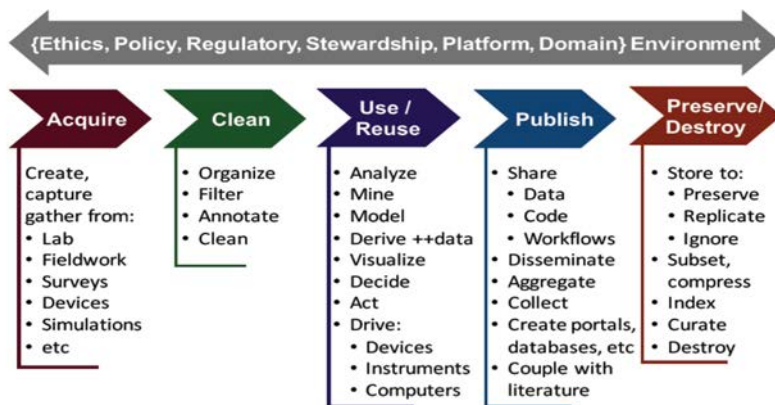 {Ethics, Policy, Regulatory, Stewardship, Platform, Domain} Environment
Acquire
Create,
capture
gather from:
• Lab
• Fieldwork
• Surveys
• Devices
• Simulations
• etc
Clean
• Organize
• Filter
• Annotate
• Clean
Use /
Reuse
• Analyze
• Mine
• Model
• Derive ++data
• Visualize
• Decide
• Act
• Drive:
• Devices
• Instruments
• Computers
Publish
• Share
• Data
• Code
• Workflows
• Disseminate
• Aggregate
• Collect
• Create portals,
databases, etc
• Couple with
literature
Preserve/
Destroy
• Store to:
• Preserve
• Replicate
• Ignore
• Subset,
compress
• Index
• Curate
• Destroy